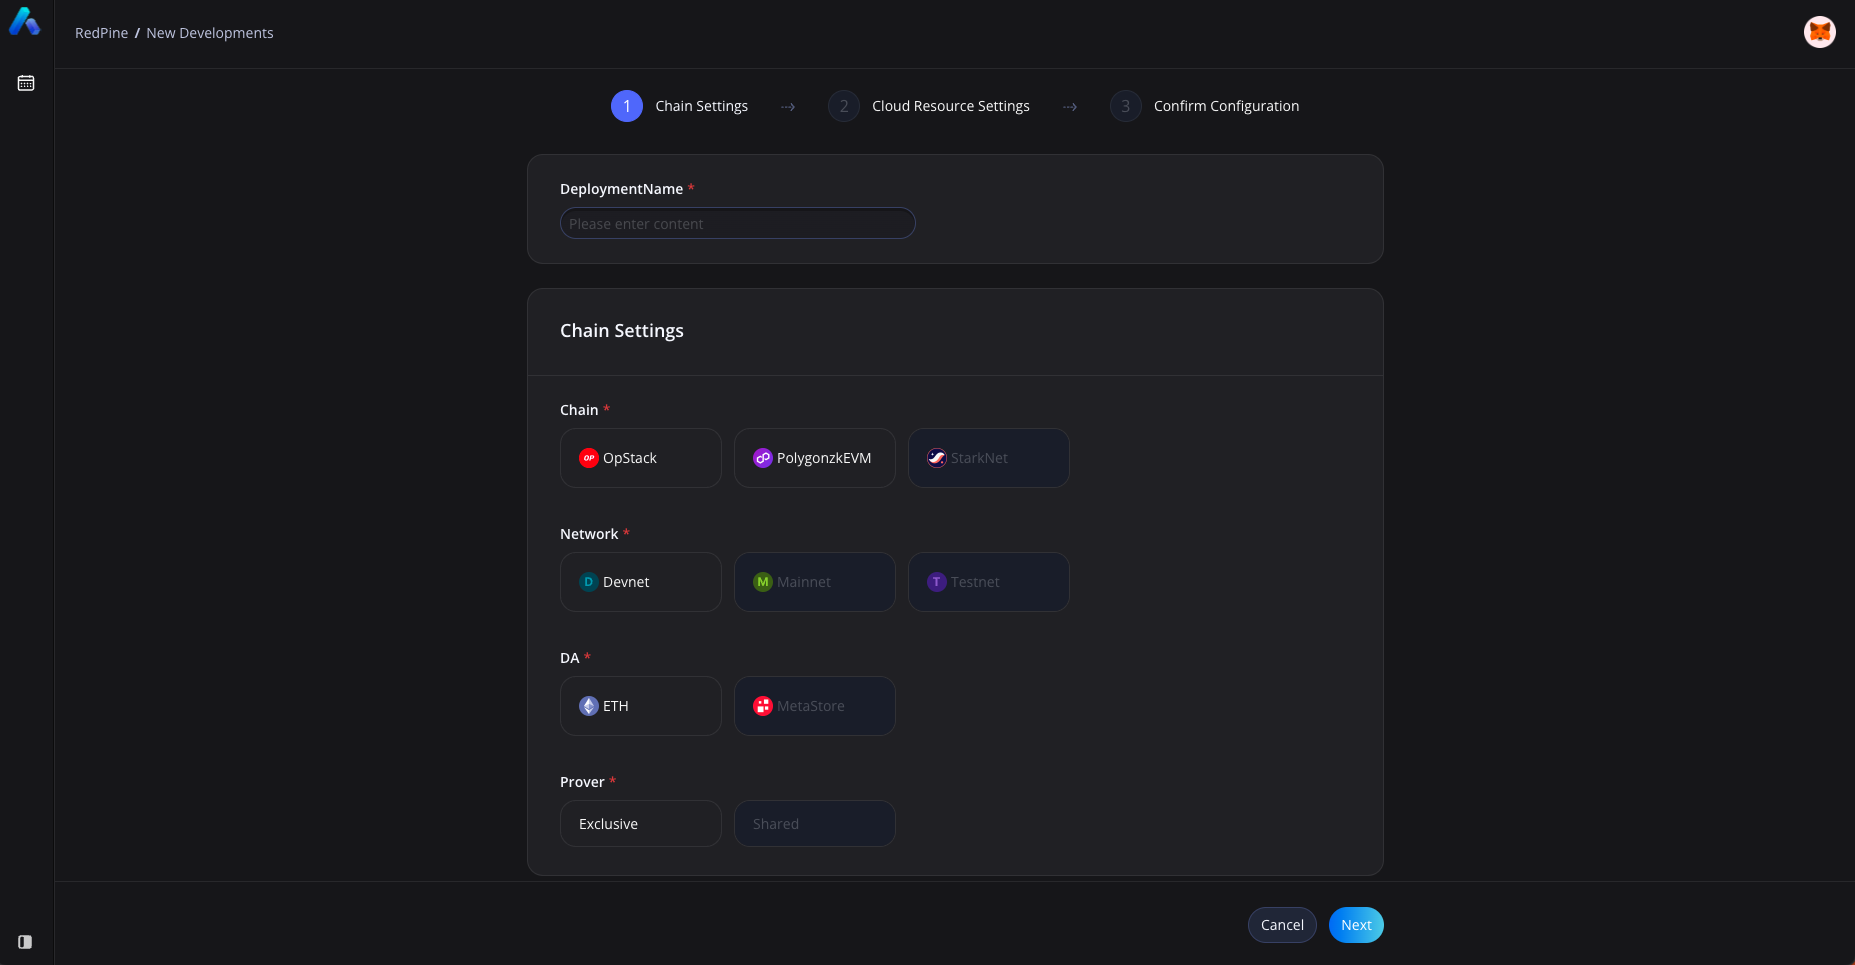 RedPine / New Developments
1 Chain Settings
2 Cloud Resource Settings
3 Confirm Configuration
DeploymentName *
Please enter content
Chain Settings
Chain *
OP OpStack
PolygonzkEVM
StarkNet
Network *
D Devnet
M Mainnet
T Testnet
DA *
ETH
MetaStore
Prover *
Exclusive
Shared
Cancel
Next